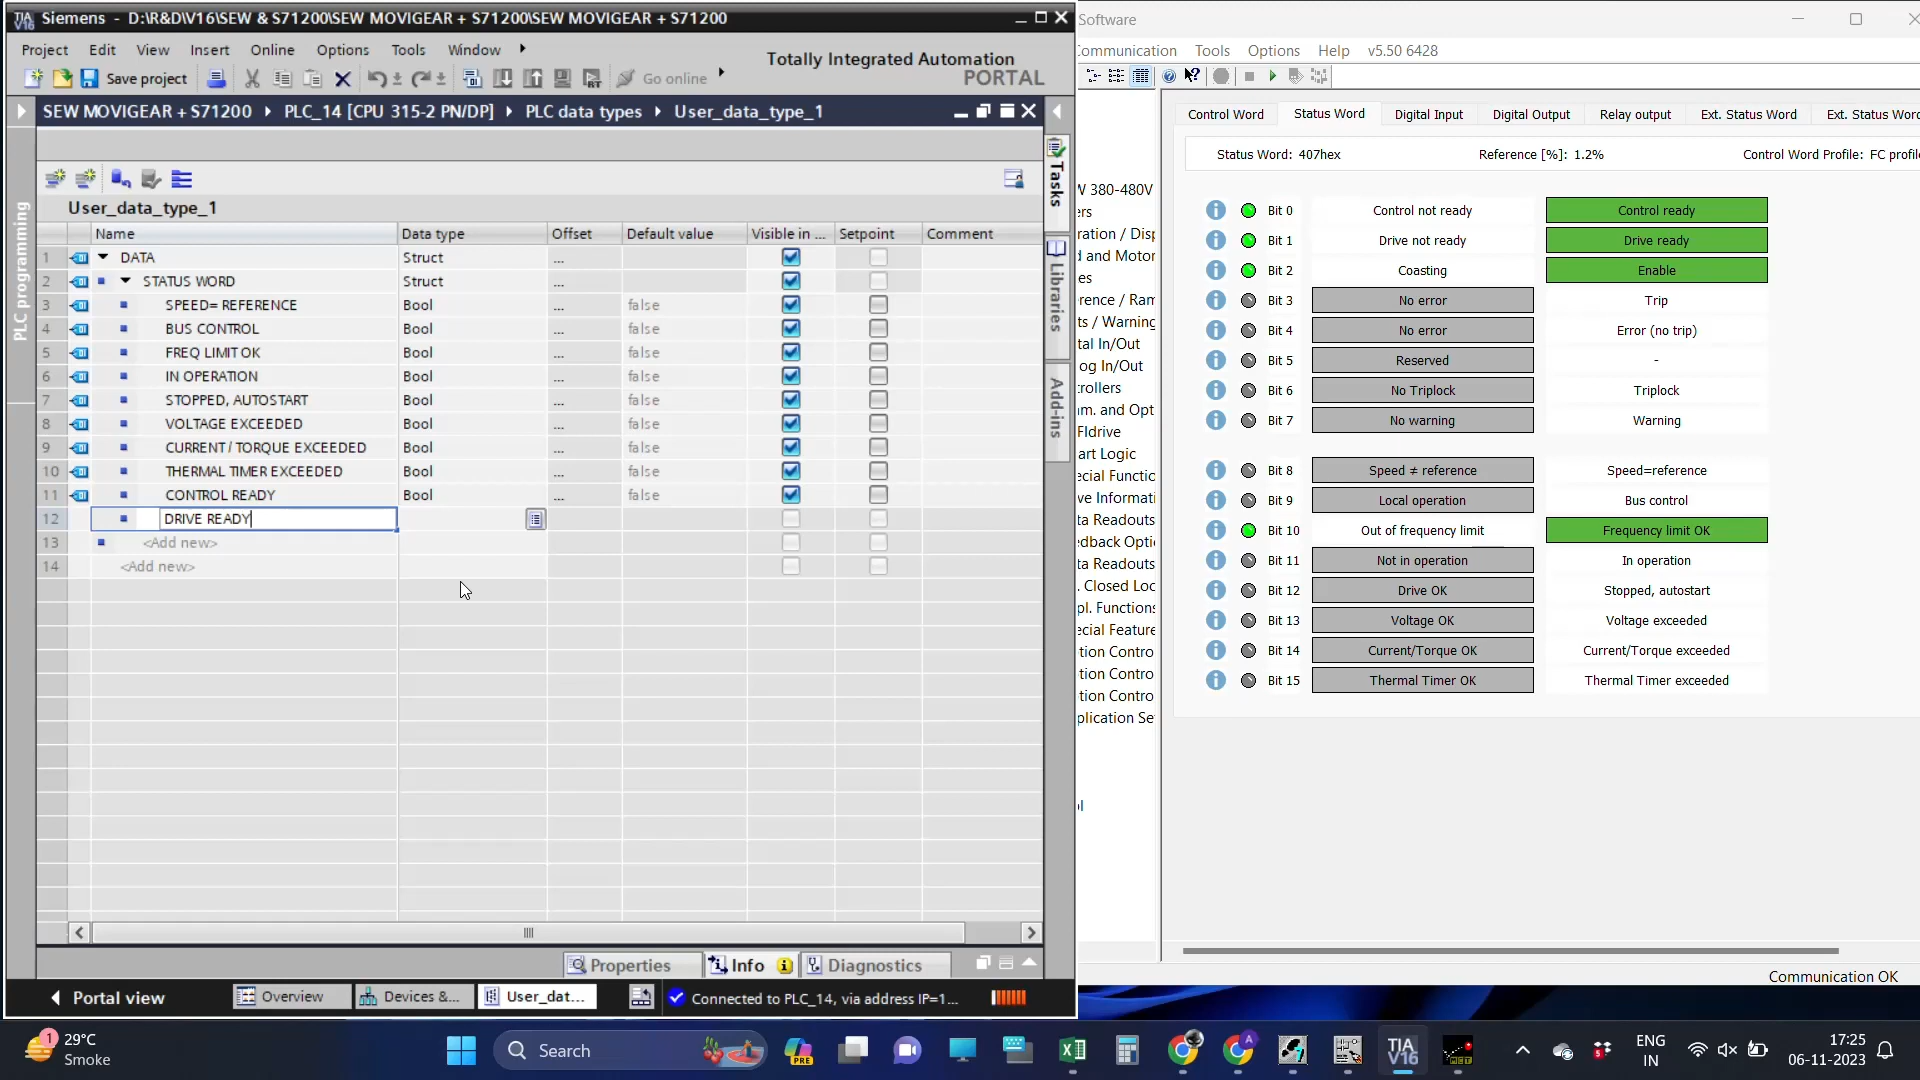 Siemens - D:\R&D\V16\SEW & S71200\SEW MOVIGEAR + S71200\SEW MOVIGEAR + S71200
Project Edit View Insert Online Options Tools Window
Totally Integrated Automation
PORTAL
Save project
Go online
SEW MOVIGEAR + S71200 PLC_14 [CPU 315-2 PN/DP] PLC data types User_data_type_1
User_data_type_1
Name Data type Offset Default value Visible in ... Setpoint Comment
1 DATA Struct ...
2 STATUS WORD Struct ...
3 SPEED= REFERENCE Bool ... false
4 BUS CONTROL Bool ... false
5 FREQ LIMIT OK Bool ... false
6 IN OPERATION Bool ... false
7 STOPPED, AUTOSTART Bool ... false
8 VOLTAGE EXCEEDED Bool ... false
9 CURRENT / TORQUE EXCEEDED Bool ... false
10 THERMAL TIMER EXCEEDED Bool ... false
11 CONTROL READY Bool ... false
12 DRIVE READY
13 <Add new>
14 <Add new>
PLC programming
Tasks
Libraries
Add-ins
Properties Info Diagnostics
Portal view Overview Devices &... User_dat... Connected to PLC_14, via address IP=1...
Software
ommunication Tools Options Help v5.50 6428
Control Word Status Word Digital Input Digital Output Relay output Ext. Status Word Ext. Status Word
Status Word: 407hex Reference [%]: 1.2% Control Word Profile: FC profile
W 380-480V
ers
ration / Disp
d and Motor
es
rence / Ram
ts / Warning
tal In/Out
og In/Out
trollers
m. and Opt
FIdrive
art Logic
ecial Functio
ve Informati
ta Readouts
edback Optic
ta Readouts
. Closed Loo
pl. Functions
ecial Feature
tion Contro
tion Contro
tion Contro
plication Se
ol
Bit 0 Control not ready Control ready
Bit 1 Drive not ready Drive ready
Bit 2 Coasting Enable
Bit 3 No error Trip
Bit 4 No error Error (no trip)
Bit 5 Reserved -
Bit 6 No Triplock Triplock
Bit 7 No warning Warning
Bit 8 Speed ≠ reference Speed=reference
Bit 9 Local operation Bus control
Bit 10 Out of frequency limit Frequency limit OK
Bit 11 Not in operation In operation
Bit 12 Drive OK Stopped, autostart
Bit 13 Voltage OK Voltage exceeded
Bit 14 Current/Torque OK Current/Torque exceeded
Bit 15 Thermal Timer OK Thermal Timer exceeded
Communication OK
1 29°C
Smoke
Search
PRE
TIA
V16
ENG
IN
17:25
06-11-2023